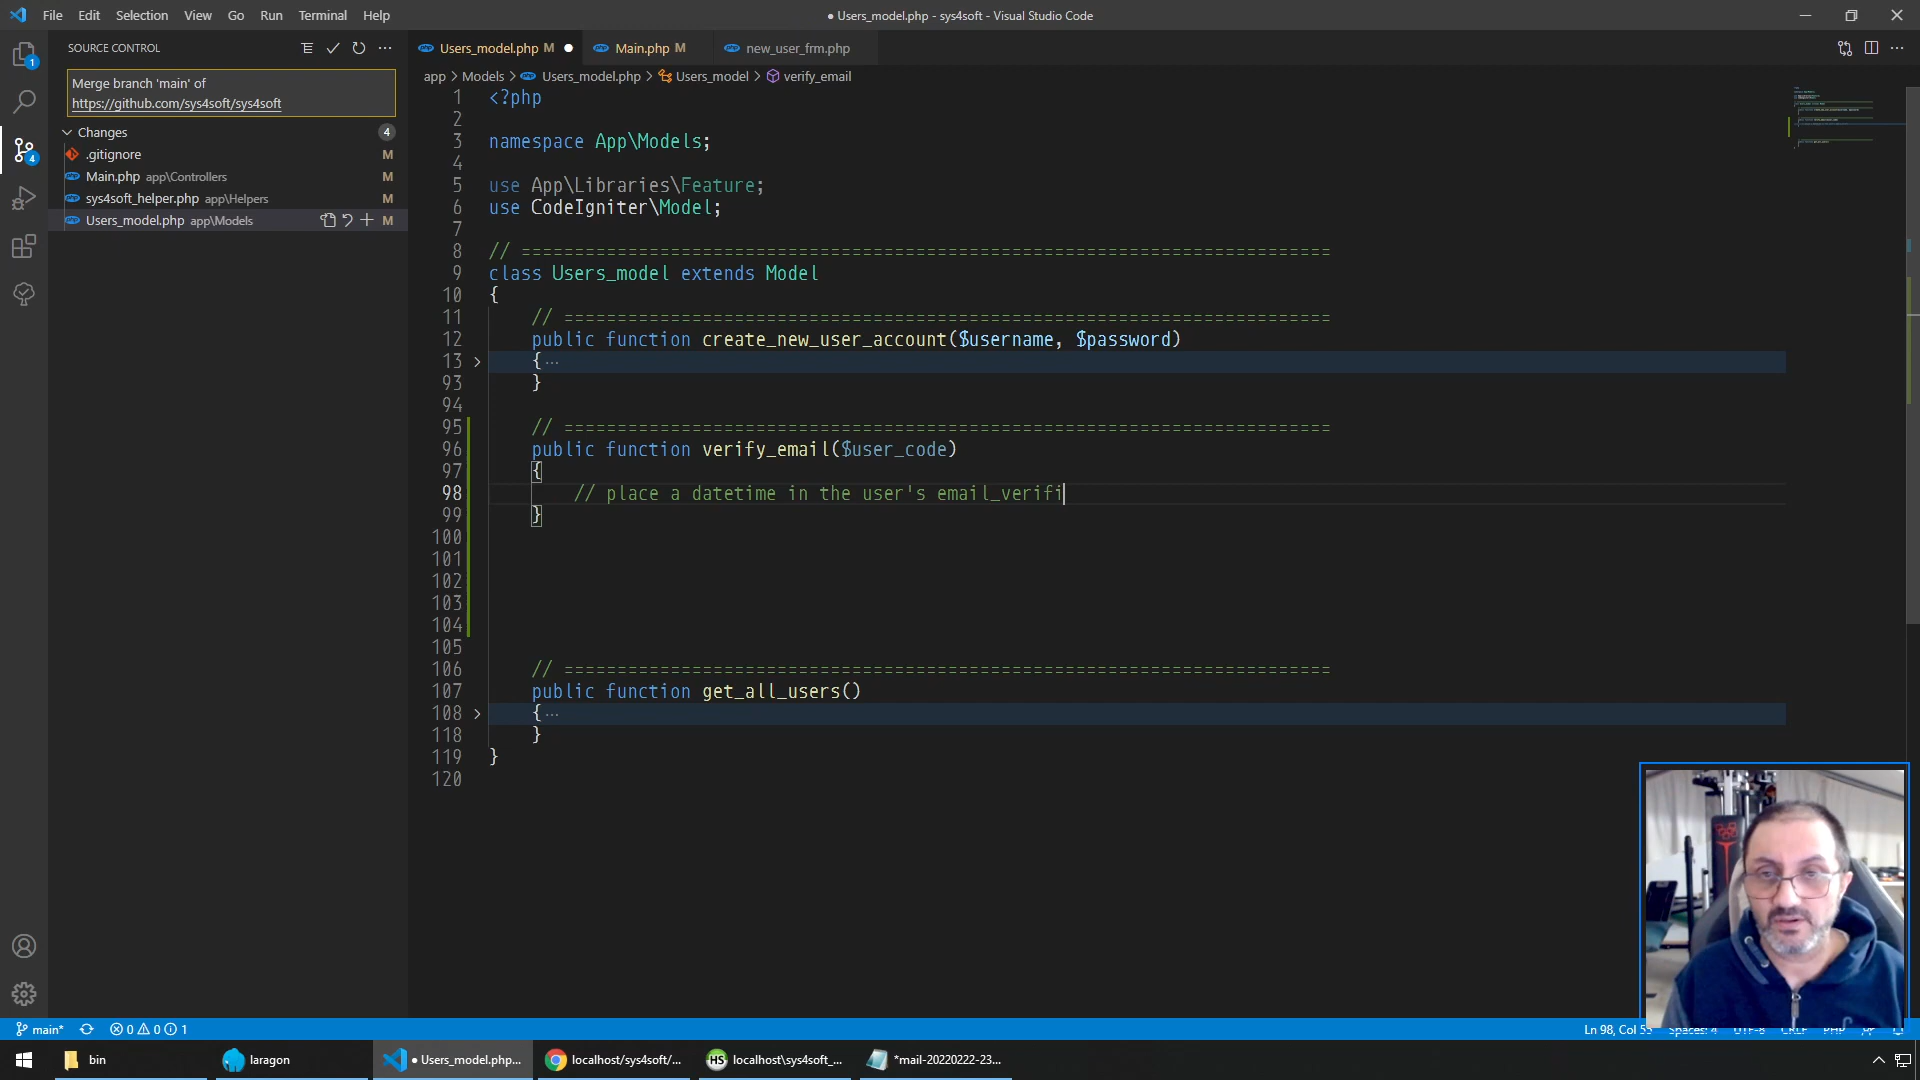 File Edit Selection View Go Run Terminal Help
● Users_model.php - sys4soft - Visual Studio Code
SOURCE CONTROL
Merge branch 'main' of
https://github.com/sys4soft/sys4soft
Changes 4
.gitignore M
Main.php app\Controllers M
sys4soft_helper.php app\Helpers M
Users_model.php app\Models M
1
4
Users_model.php M ●
Main.php M
new_user_frm.php
app > Models > Users_model.php > Users_model > verify_email
1 <?php
2
3 namespace App\Models;
4
5 use App\Libraries\Feature;
6 use CodeIgniter\Model;
7
8 // ============================================================================
9 class Users_model extends Model
10 {
11 // ========================================================================
12 public function create_new_user_account($username, $password)
13 { ...
93 }
94
95 // ========================================================================
96 public function verify_email($user_code)
97 {
98 // place a datetime in the user's email_verifi
99 }
100
101
102
103
104
105
106 // ========================================================================
107 public function get_all_users()
108 { ...
118 }
119 }
120
main* 0 0 1
Ln 98, Col 55 Spaces: 4 UTF-8 CRLF PHP
bin
laragon
● Users_model.php...
localhost/sys4soft/...
HS localhost\sys4soft_...
*mail-20220222-23...